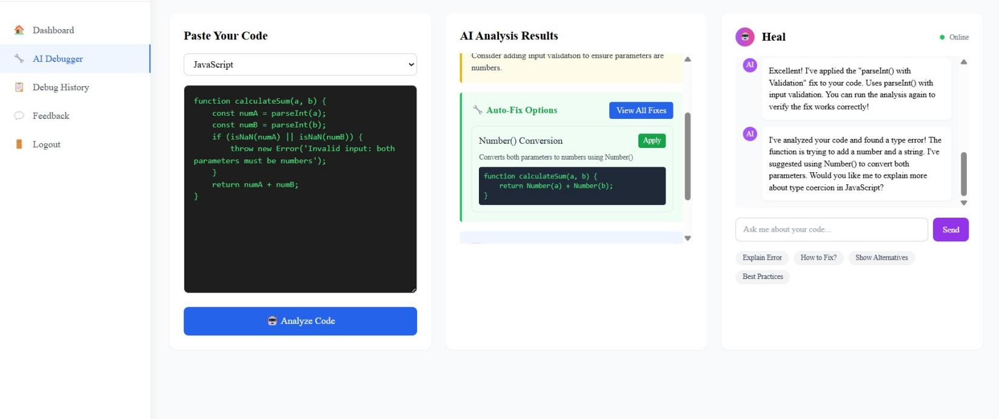 Dashboard
AI Debugger
Debug History
Feedback
Logout
Paste Your Code
JavaScript
function calculateSum(a, b) {
    const numA = parseInt(a);
    const numB = parseInt(b);
    if (isNaN(numA) || isNaN(numB)) {
        throw new Error('Invalid input: both
parameters must be numbers');
    }
    return numA + numB;
}
Analyze Code
AI Analysis Results
Consider adding input validation to ensure parameters are
numbers.
Auto-Fix Options
View All Fixes
Number() Conversion
Apply
Converts both parameters to numbers using Number()
function calculateSum(a, b) {
    return Number(a) + Number(b);
}
Heal
Online
AI
Excellent! I've applied the "parseInt() with
Validation" fix to your code. Uses parseInt() with
input validation. You can run the analysis again to
verify the fix works correctly!
AI
I've analyzed your code and found a type error! The
function is trying to add a number and a string. I've
suggested using Number() to convert both
parameters. Would you like me to explain more
about type coercion in JavaScript?
Ask me about your code...
Send
Explain Error
How to Fix?
Show Alternatives
Best Practices